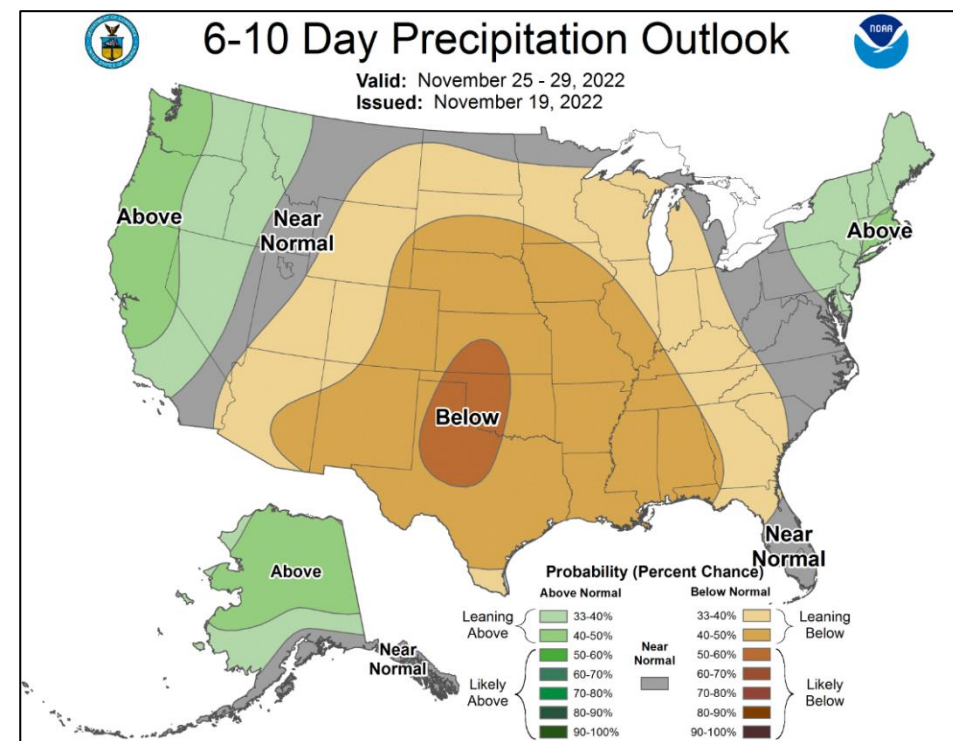 6-10 Day Precipitation Outlook
NOAA
Valid: November 25 - 29, 2022
Issued: November 19, 2022
Above
Near
Normal
Above
Below
Near
Normal
Above
Near
Normal
Probability (Percent Chance)
Above Normal
Below Normal
Leaning
Above
33-40%
40-50%
Likely
Above
50-60%
60-70%
70-80%
80-90%
90-100%
Near
Normal
33-40%
40-50%
Leaning
Below
50-60%
60-70%
70-80%
80-90%
90-100%
Likely
Below